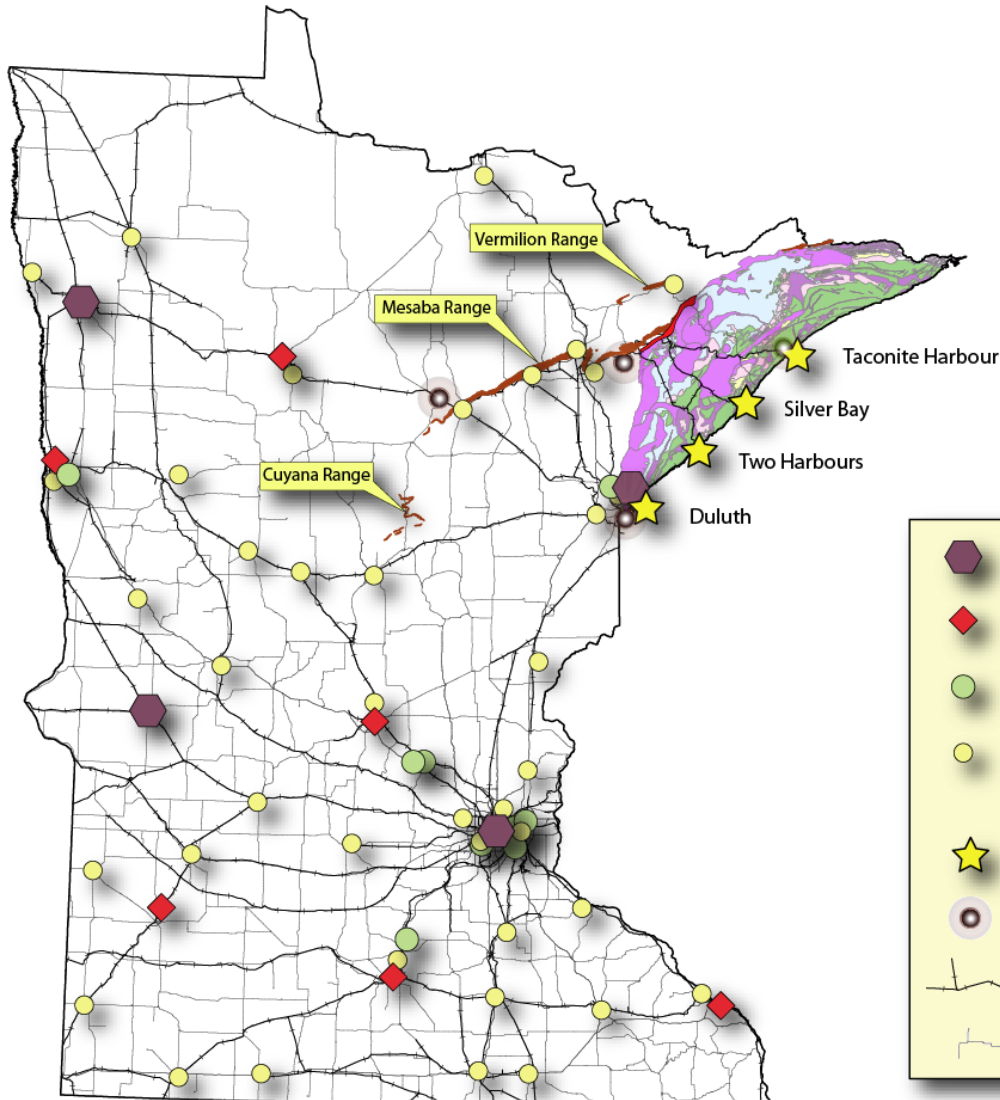 Vermilion Range
Mesaba Range
Taconite Harbour
Silver Bay
Cuyana Range
Two Harbours
Duluth